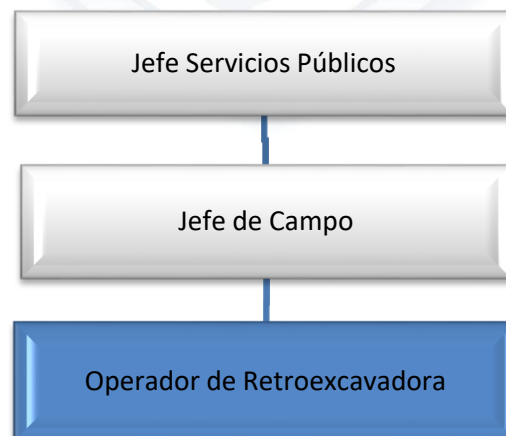 Jefe Servicios Públicos
Jefe de Campo
Operador de Retroexcavadora